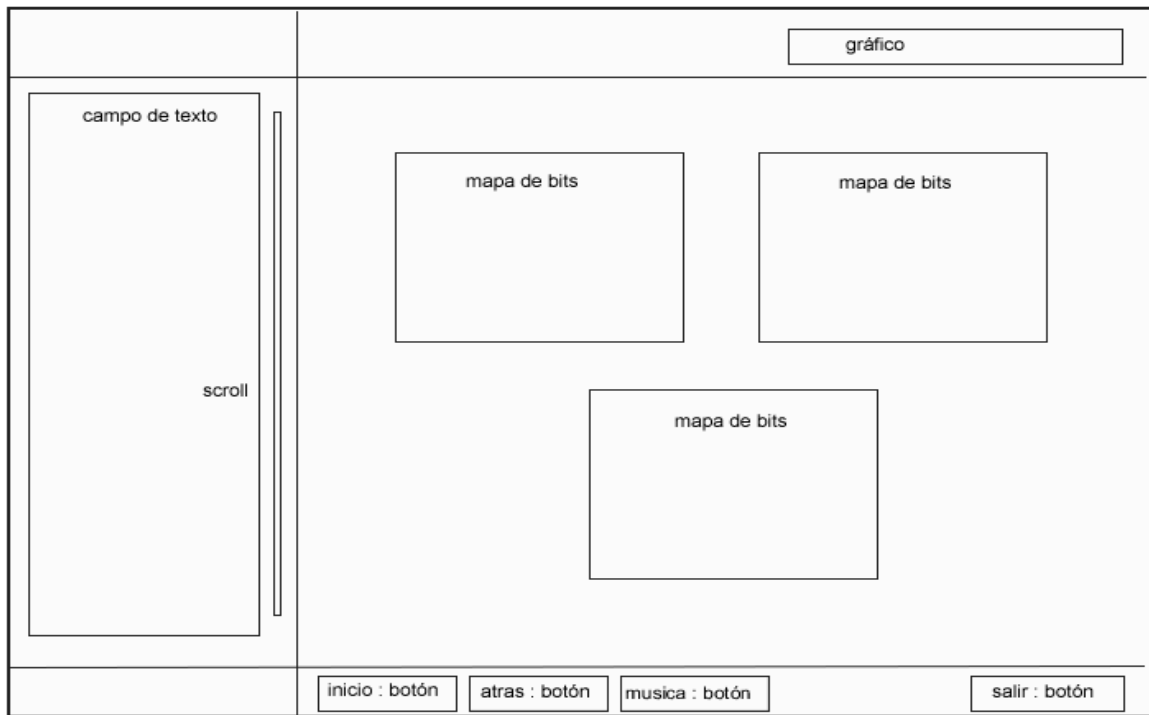 gráfico
campo de texto
mapa de bits
mapa de bits
scroll
mapa de bits
inicio : botón
atras : botón
musica : botón
salir : botón